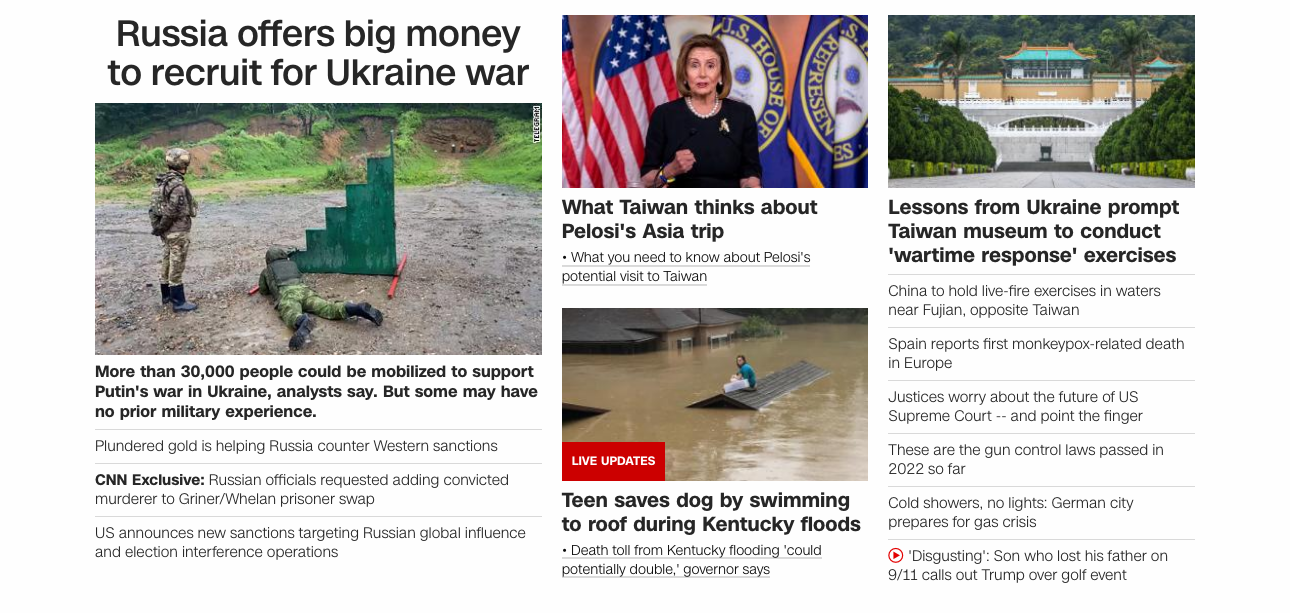 Russia offers big money
to recruit for Ukraine war
TELEGRAM
More than 30,000 people could be mobilized to support
Putin's war in Ukraine, analysts say. But some may have
no prior military experience.
Plundered gold is helping Russia counter Western sanctions
CNN Exclusive: Russian officials requested adding convicted
murderer to Griner/Whelan prisoner swap
US announces new sanctions targeting Russian global influence
and election interference operations
U.S. HOUSE OF
REPRESEN
ES
What Taiwan thinks about
Pelosi's Asia trip
• What you need to know about Pelosi's
potential visit to Taiwan
LIVE UPDATES
Teen saves dog by swimming
to roof during Kentucky floods
• Death toll from Kentucky flooding 'could
potentially double,' governor says
Lessons from Ukraine prompt
Taiwan museum to conduct
'wartime response' exercises
China to hold live-fire exercises in waters
near Fujian, opposite Taiwan
Spain reports first monkeypox-related death
in Europe
Justices worry about the future of US
Supreme Court -- and point the finger
These are the gun control laws passed in
2022 so far
Cold showers, no lights: German city
prepares for gas crisis
'Disgusting': Son who lost his father on
9/11 calls out Trump over golf event